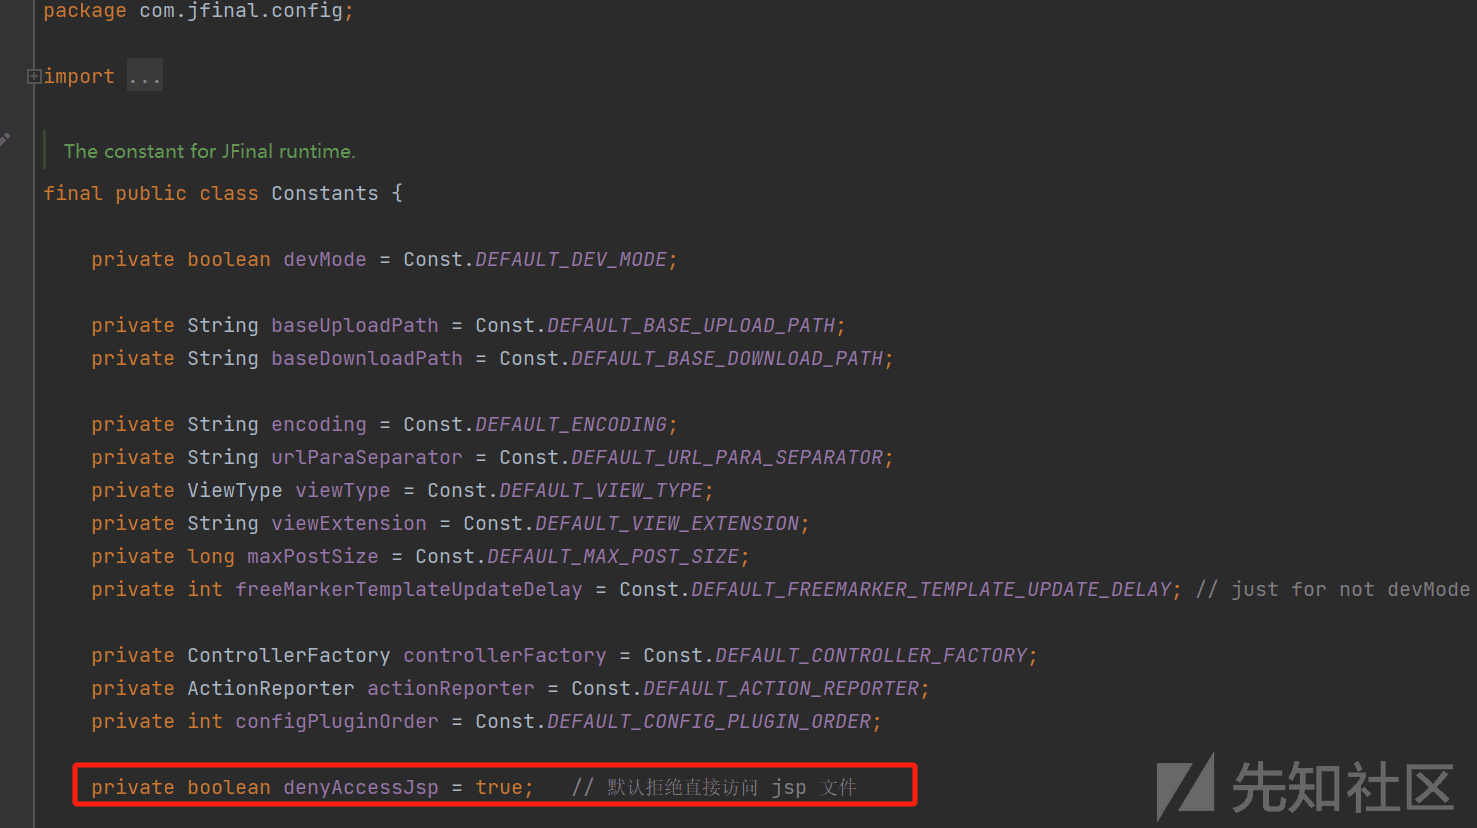 package com.jfinal.config;
import ...
The constant for JFinal runtime.
final public class Constants {
private boolean devMode = Const.DEFAULT_DEV_MODE;
private String baseUploadPath = Const.DEFAULT_BASE_UPLOAD_PATH;
private String baseDownloadPath = Const.DEFAULT_BASE_DOWNLOAD_PATH;
private String encoding = Const.DEFAULT_ENCODING;
private String urlParaSeparator = Const.DEFAULT_URL_PARA_SEPARATOR;
private ViewType viewType = Const.DEFAULT_VIEW_TYPE;
private String viewExtension = Const.DEFAULT_VIEW_EXTENSION;
private long maxPostSize = Const.DEFAULT_MAX_POST_SIZE;
private int freeMarkerTemplateUpdateDelay = Const.DEFAULT_FREEMARKER_TEMPLATE_UPDATE_DELAY; // just for not devMode
private ControllerFactory controllerFactory = Const.DEFAULT_CONTROLLER_FACTORY;
private ActionReporter actionReporter = Const.DEFAULT_ACTION_REPORTER;
private int configPluginOrder = Const.DEFAULT_CONFIG_PLUGIN_ORDER;
private boolean denyAccessJsp = true; // 默认拒绝直接访问 jsp 文件
先知社区